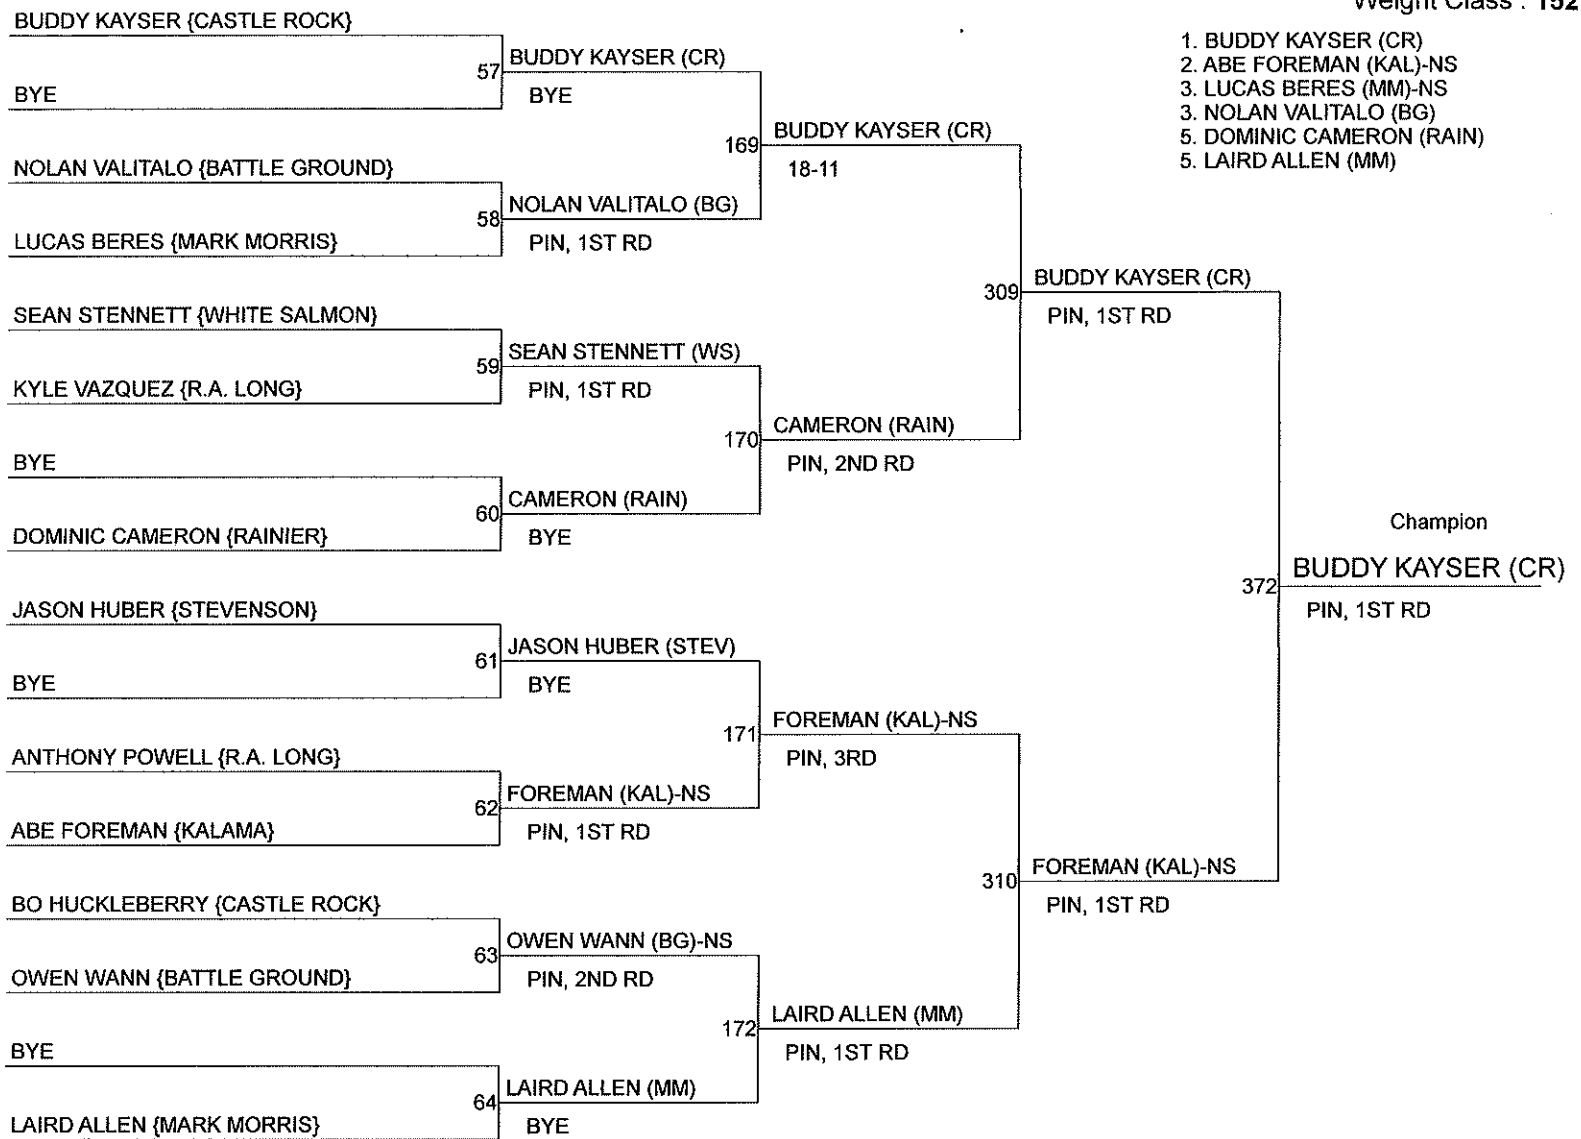 Weight Class : 152
1. BUDDY KAYSER (CR)
2. ABE FOREMAN (KAL)-NS
3. LUCAS BERES (MM)-NS
3. NOLAN VALITALO (BG)
5. DOMINIC CAMERON (RAIN)
5. LAIRD ALLEN (MM)
BUDDY KAYSER {CASTLE ROCK}
BYE
NOLAN VALITALO {BATTLE GROUND}
LUCAS BERES {MARK MORRIS}
SEAN STENNETT {WHITE SALMON}
KYLE VAZQUEZ {R.A. LONG}
BYE
DOMINIC CAMERON {RAINIER}
JASON HUBER {STEVENSON}
BYE
ANTHONY POWELL {R.A. LONG}
ABE FOREMAN {KALAMA}
BO HUCKLEBERRY {CASTLE ROCK}
OWEN WANN {BATTLE GROUND}
BYE
LAIRD ALLEN {MARK MORRIS}
57 BUDDY KAYSER (CR)
BYE
58 NOLAN VALITALO (BG)
PIN, 1ST RD
59 SEAN STENNETT (WS)
PIN, 1ST RD
60 CAMERON (RAIN)
BYE
61 JASON HUBER (STEV)
BYE
62 FOREMAN (KAL)-NS
PIN, 1ST RD
63 OWEN WANN (BG)-NS
PIN, 2ND RD
64 LAIRD ALLEN (MM)
BYE
169 BUDDY KAYSER (CR)
18-11
170 CAMERON (RAIN)
PIN, 2ND RD
171 FOREMAN (KAL)-NS
PIN, 3RD
172 LAIRD ALLEN (MM)
PIN, 1ST RD
309 BUDDY KAYSER (CR)
PIN, 1ST RD
310 FOREMAN (KAL)-NS
PIN, 1ST RD
Champion
372 BUDDY KAYSER (CR)
PIN, 1ST RD